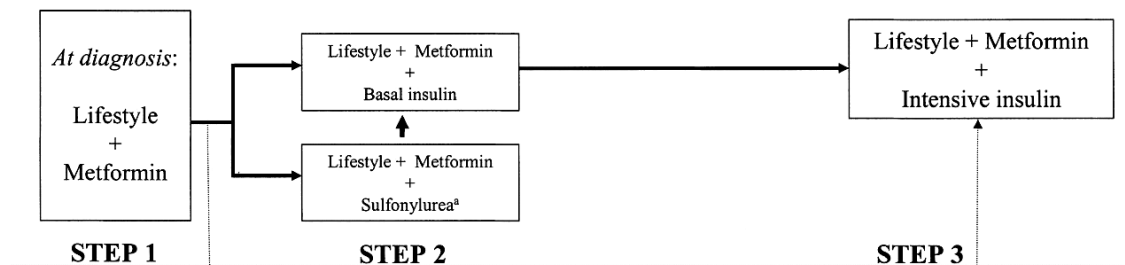 At diagnosis:
Lifestyle
+
Metformin
Lifestyle + Metformin
+
Basal insulin
Lifestyle + Metformin
+
Sulfonylureaᵃ
Lifestyle + Metformin
+
Intensive insulin
STEP 1
STEP 2
STEP 3